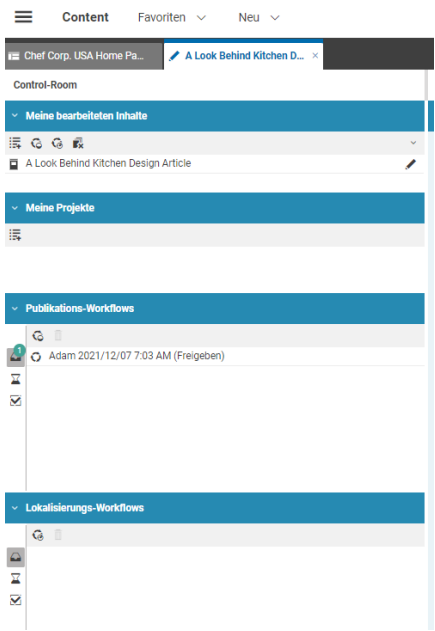 Content Favoriten Neu
Chef Corp. USA Home Pa... A Look Behind Kitchen D... ×
Control-Room
Meine bearbeiteten Inhalte
A Look Behind Kitchen Design Article
Meine Projekte
Publikations-Workflows
1
Adam 2021/12/07 7:03 AM (Freigeben)
Lokalisierungs-Workflows